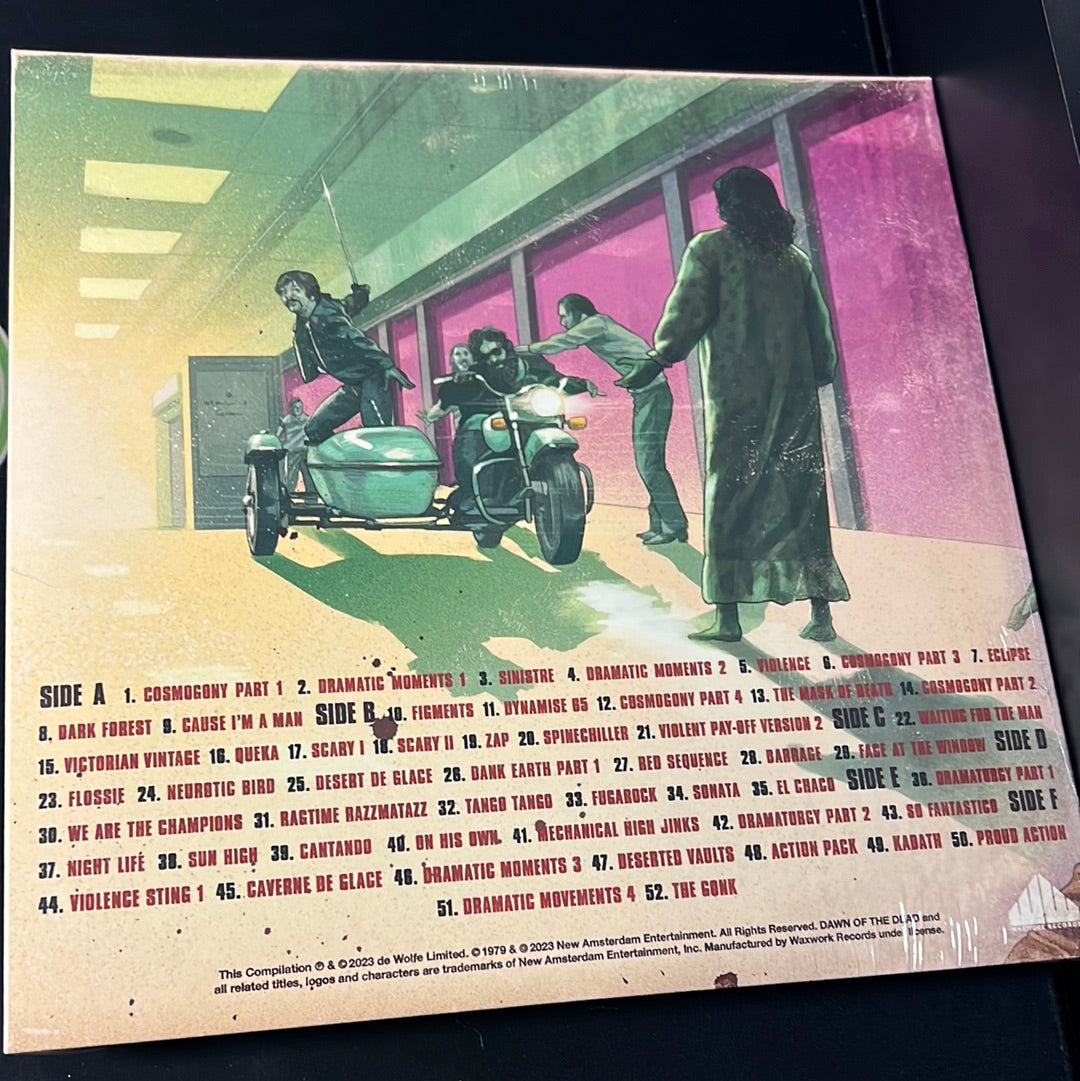 SIDE A 1. COSMOGONY PART 1 2. DRAMATIC MOMENTS 1 3. SINISTRE 4. DRAMATIC MOMENTS 2 5. VIOLENCE 6. COSMOGONY PART 3 7. ECLIPSE
8. DARK FOREST 9. CAUSE I'M A MAN SIDE B 10. FIGMENTS 11. DYNAMISE 65 12. COSMOGONY PART 4 13. THE MASK OF DEATH 14. COSMOGONY PART 2
15. VICTORIAN VINTAGE 16. QUEKA 17. SCARY I 18. SCARY II 19. ZAP 20. SPINECHILLER 21. VIOLENT PAY-OFF VERSION 2 SIDE C 22. WAITING FOR THE MAN
23. FLOSSIE 24. NEUROTIC BIRD 25. DESERT DE GLACE 26. DANK EARTH PART 1 27. RED SEQUENCE 28. BARRAGE 29. FACE AT THE WINDOW SIDE D
30. WE ARE THE CHAMPIONS 31. RAGTIME RAZZMATAZZ 32. TANGO TANGO 33. FUGAROCK 34. SONATA 35. EL CHACO SIDE E 36. DRAMATURGY PART 1
37. NIGHT LIFE 38. SUN HIGH 39. CANTANDO 40. ON HIS OWN 41. MECHANICAL HIGH JINKS 42. DRAMATURGY PART 2 43. SO FANTASTICO SIDE F
44. VIOLENCE STING 1 45. CAVERNE DE GLACE 46. DRAMATIC MOMENTS 3 47. DESERTED VAULTS 48. ACTION PACK 49. KADATH 50. PROUD ACTION
51. DRAMATIC MOVEMENTS 4 52. THE GONK
This Compilation ℗ & ©2023 de Wolfe Limited. ©1979 & ©2023 New Amsterdam Entertainment. All Rights Reserved. DAWN OF THE DEAD and
all related titles, logos and characters are trademarks of New Amsterdam Entertainment, Inc. Manufactured by Waxwork Records under license.
WAXWORK RECORDS